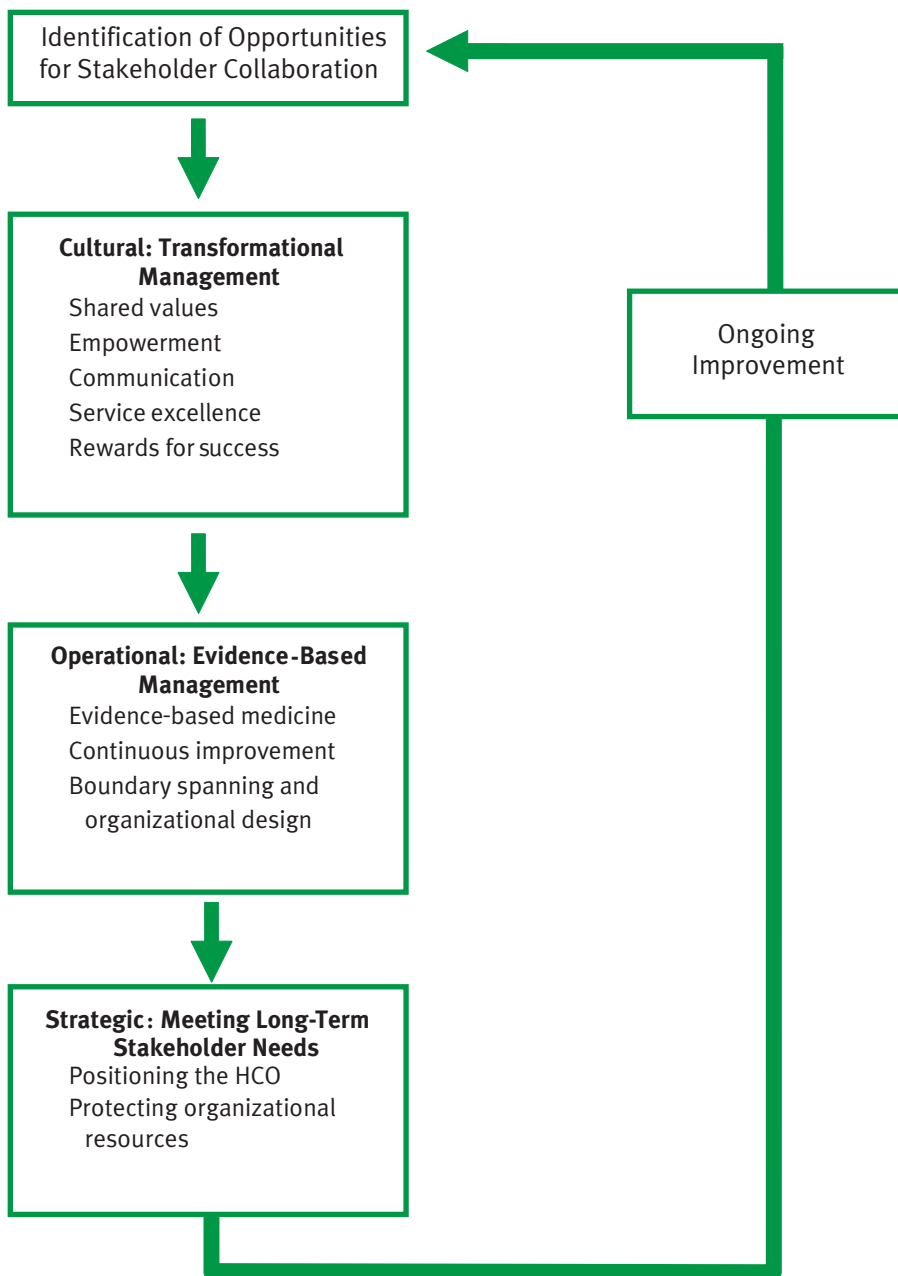 Identification of Opportunities
for Stakeholder Collaboration
Cultural: Transformational
Management
Shared values
Empowerment
Communication
Service excellence
Rewards for success
Ongoing
Improvement
Operational: Evidence-Based
Management
Evidence-based medicine
Continuous improvement
Boundary spanning and
organizational design
Strategic: Meeting Long-Term
Stakeholder Needs
Positioning the HCO
Protecting organizational
resources